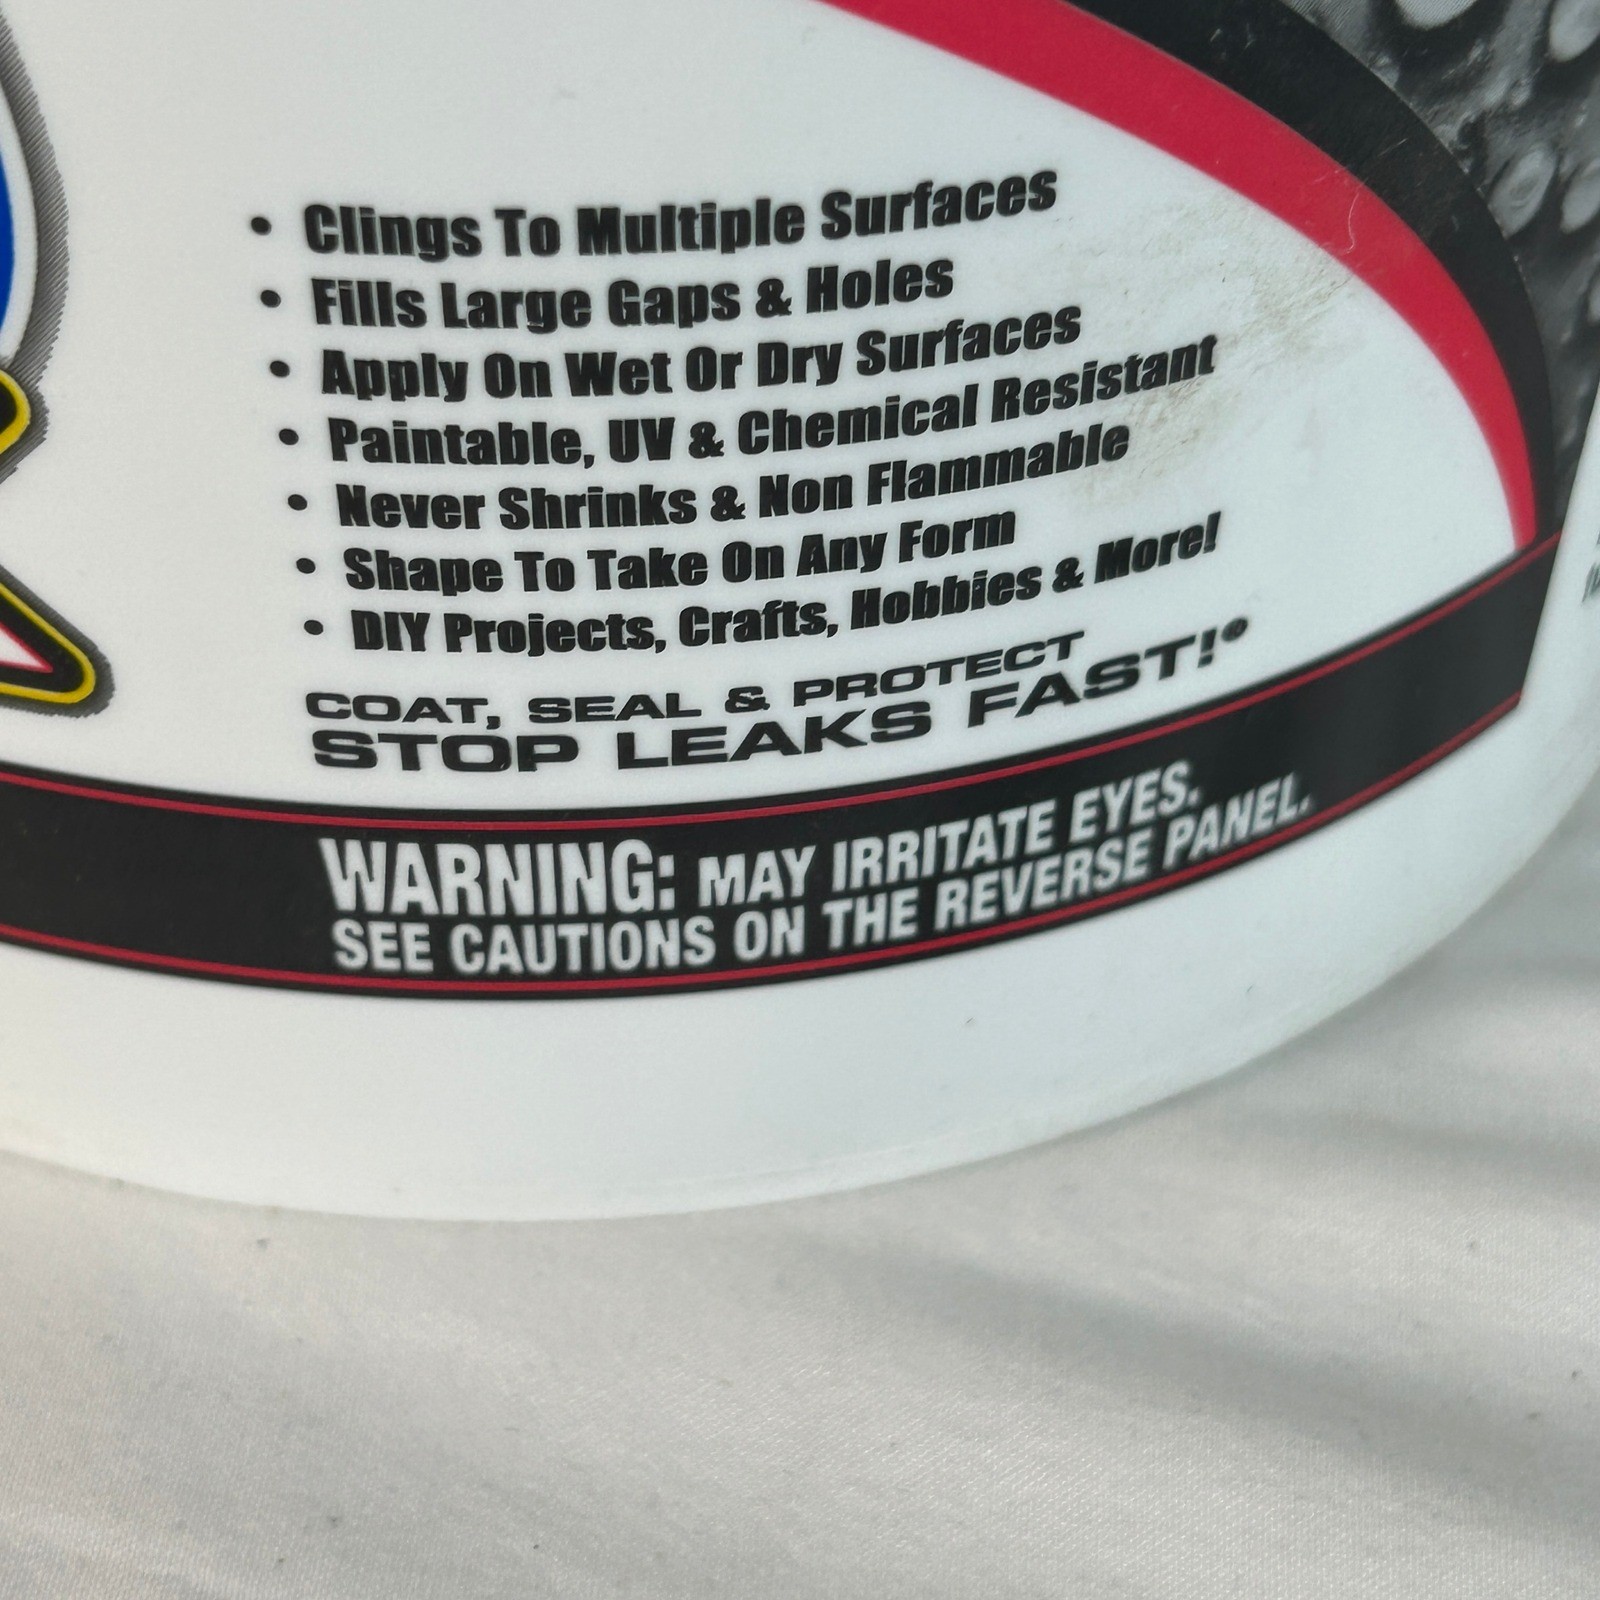 • Clings To Multiple Surfaces
• Fills Large Gaps & Holes
• Apply On Wet Or Dry Surfaces
• Paintable, UV & Chemical Resistant
• Never Shrinks & Non Flammable
• Shape To Take On Any Form
• DIY Projects, Crafts, Hobbies & More!
COAT, SEAL & PROTECT
STOP LEAKS FAST!®
WARNING: MAY IRRITATE EYES.
SEE CAUTIONS ON THE REVERSE PANEL.